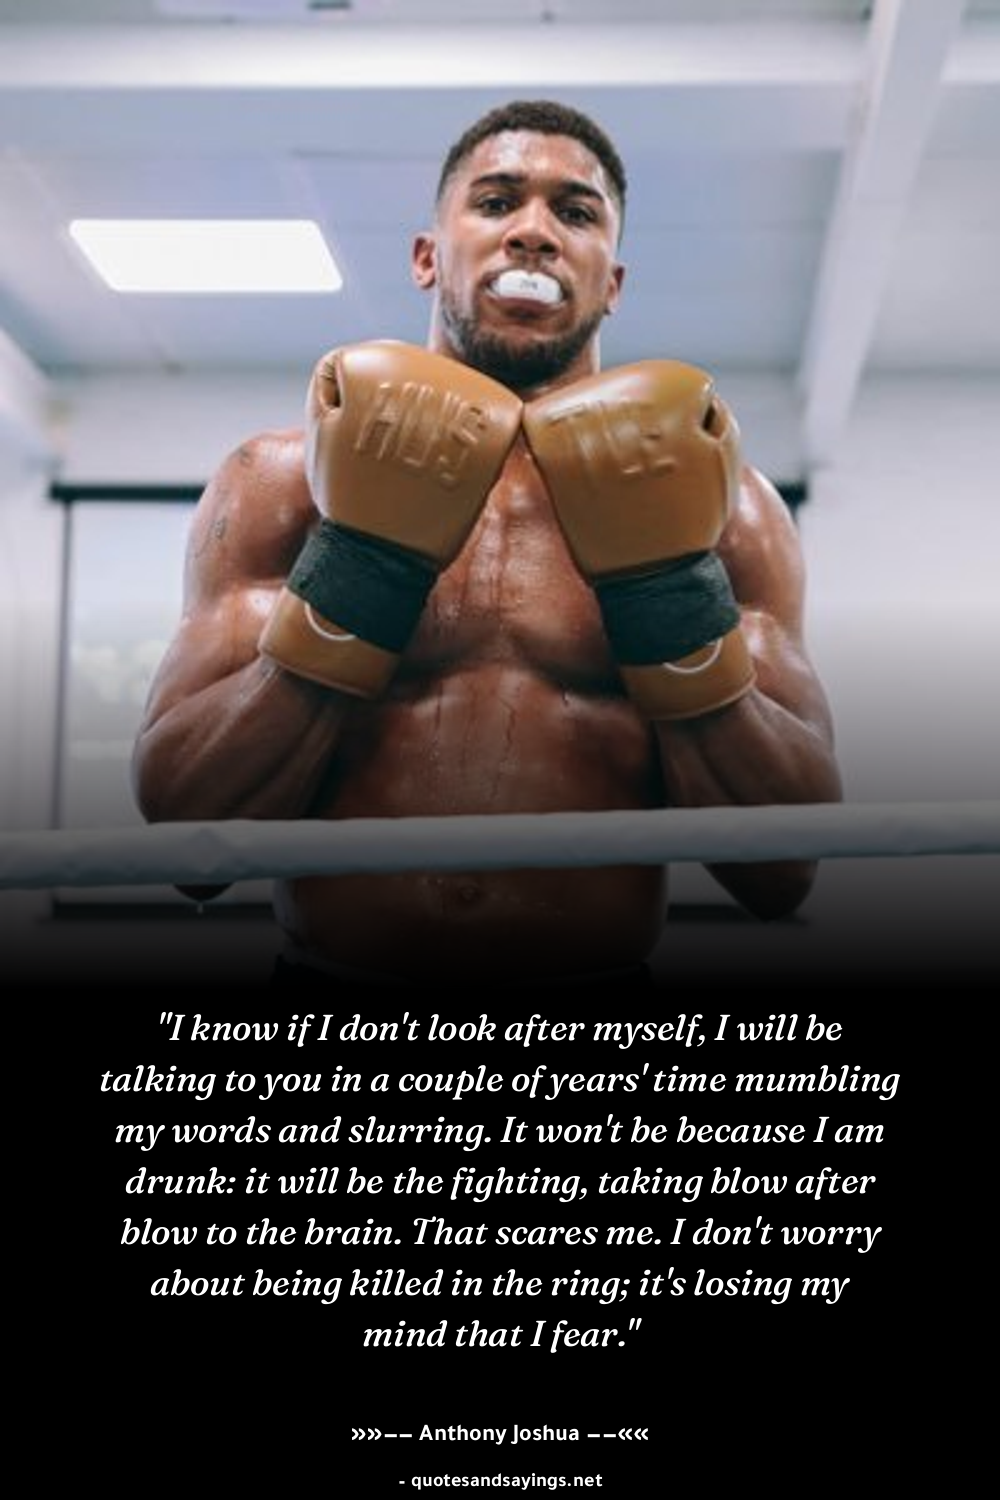 HUS TLE
"I know if I don't look after myself, I will be
talking to you in a couple of years' time mumbling
my words and slurring. It won't be because I am
drunk: it will be the fighting, taking blow after
blow to the brain. That scares me. I don't worry
about being killed in the ring; it's losing my
mind that I fear."
»»–– Anthony Joshua ––««
- quotesandsayings.net